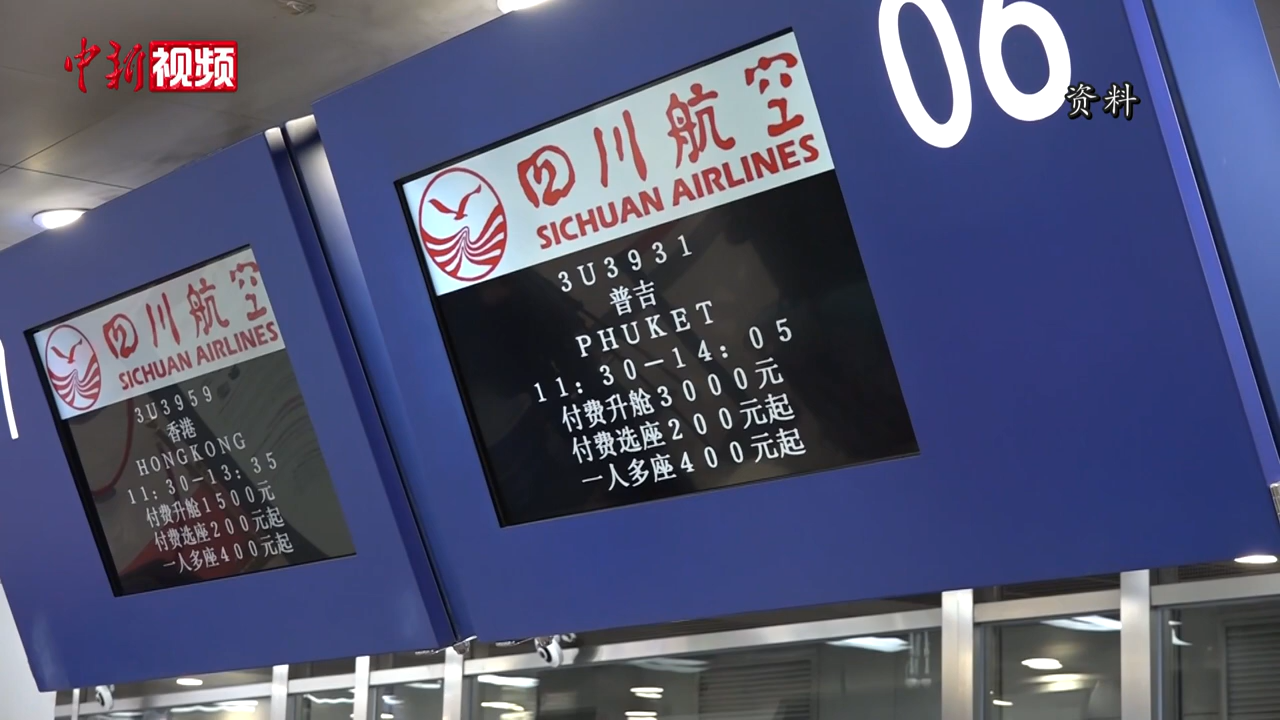 中新视频
06
资料
四川航空
SICHUAN AIRLINES
3U3931
普吉
PHUKET
11:30-14:05
付费升舱3000元
付费选座200元起
一人多座400元起
四川航空
SICHUAN AIRLINES
3U3959
香港
HONGKONG
11:30-13:35
付费升舱1500元
付费选座200元起
一人多座400元起